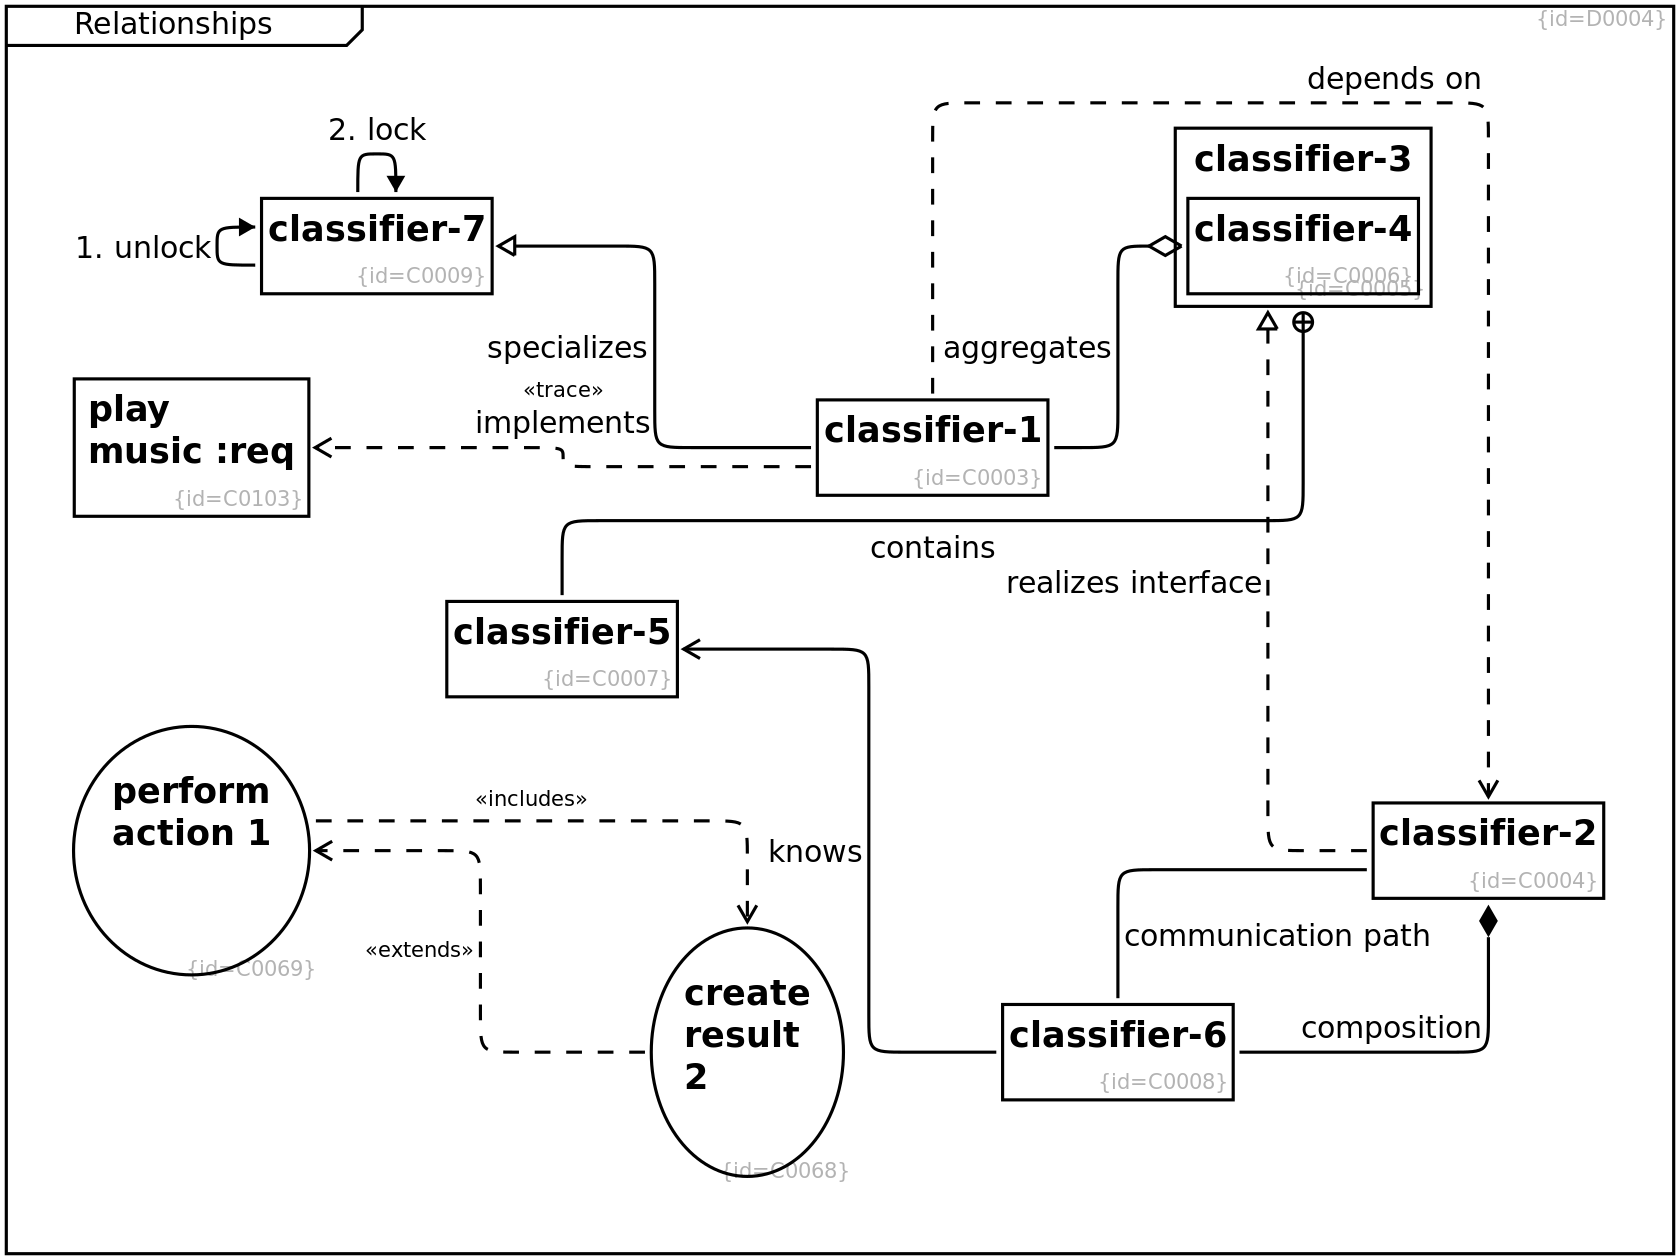 Relationships
{id=D0004}
depends on
2. lock
classifier-3
classifier-7
classifier-4
1. unlock
{id=C0009}
{id=C0006}
{id=C0005}
specializes
aggregates
«trace»
implements
play
music :req
{id=C0103}
classifier-1
{id=C0003}
contains
realizes interface
classifier-5
{id=C0007}
perform
action 1
{id=C0069}
«includes»
knows
classifier-2
{id=C0004}
«extends»
communication path
create
result
2
{id=C0068}
classifier-6
{id=C0008}
composition